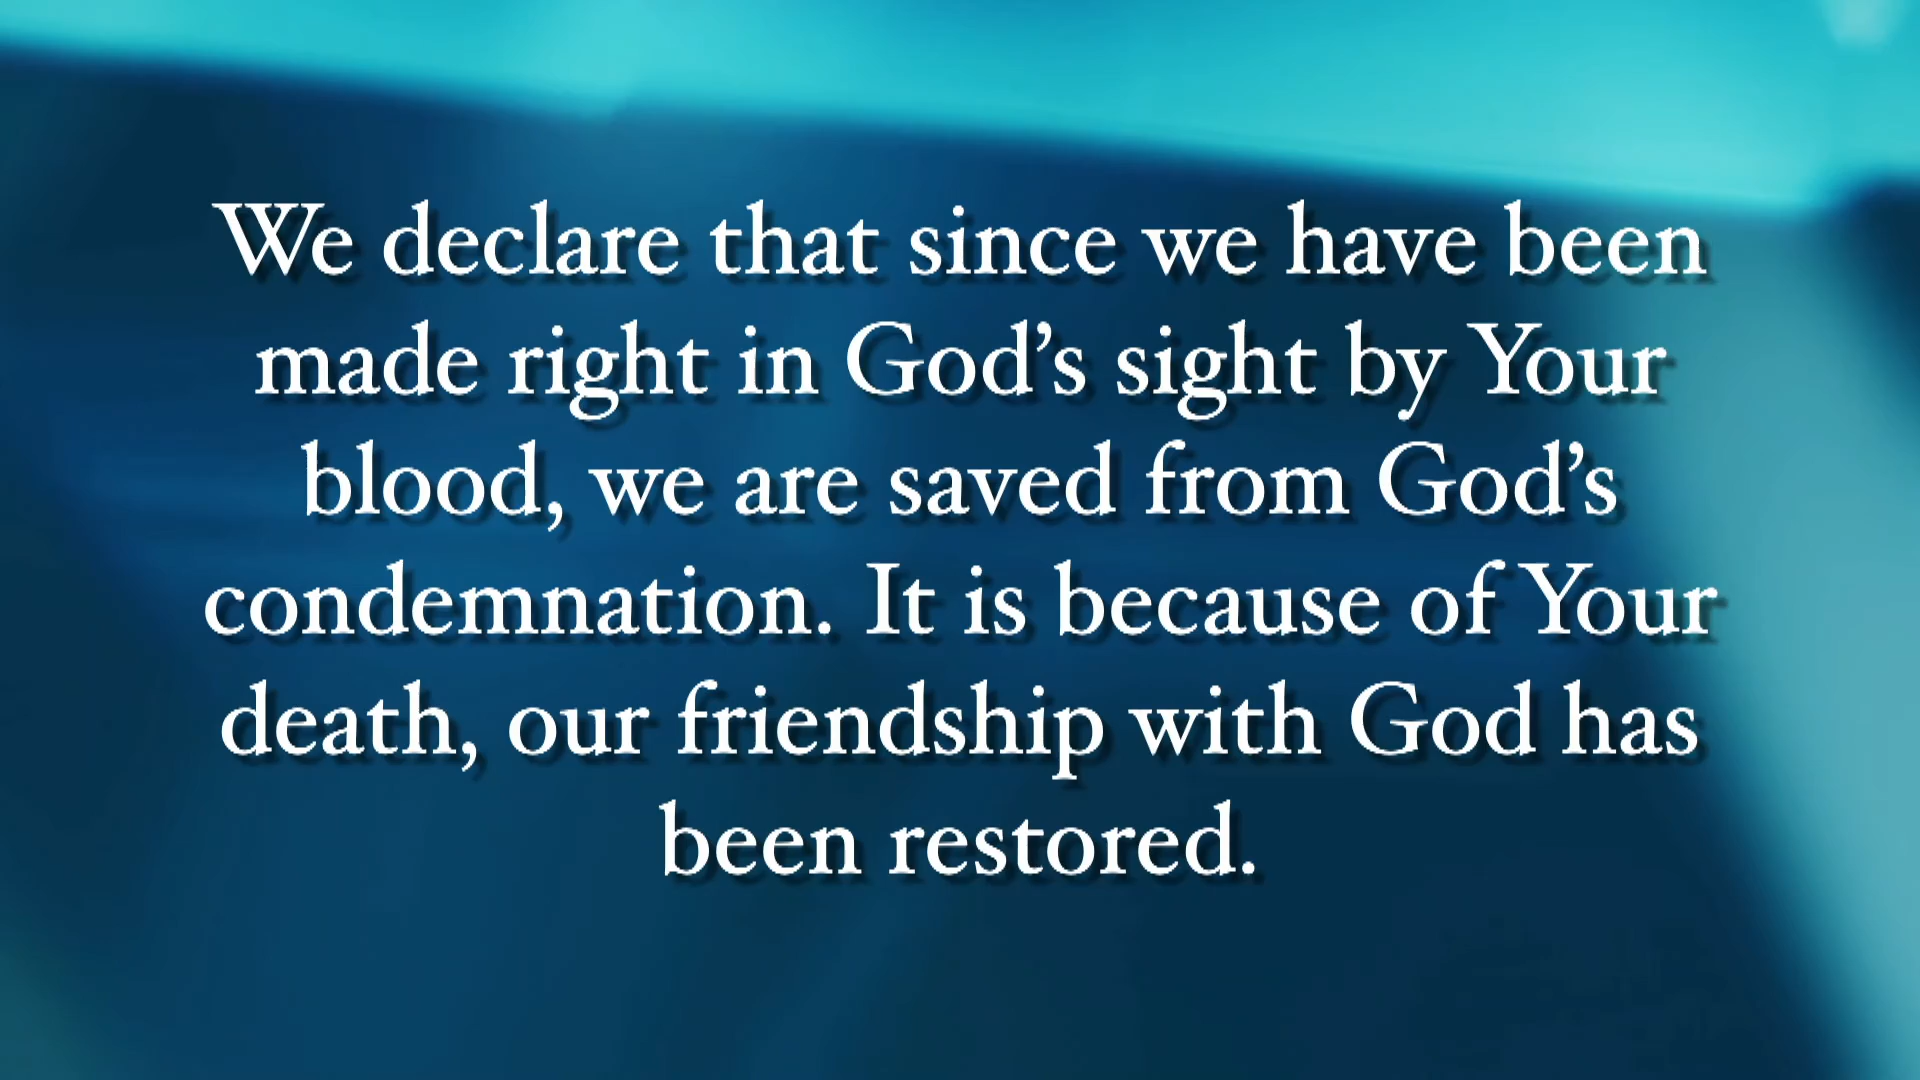 We declare that since we have been
made right in God’s sight by Your
blood, we are saved from God’s
condemnation. It is because of Your
death, our friendship with God has
been restored.